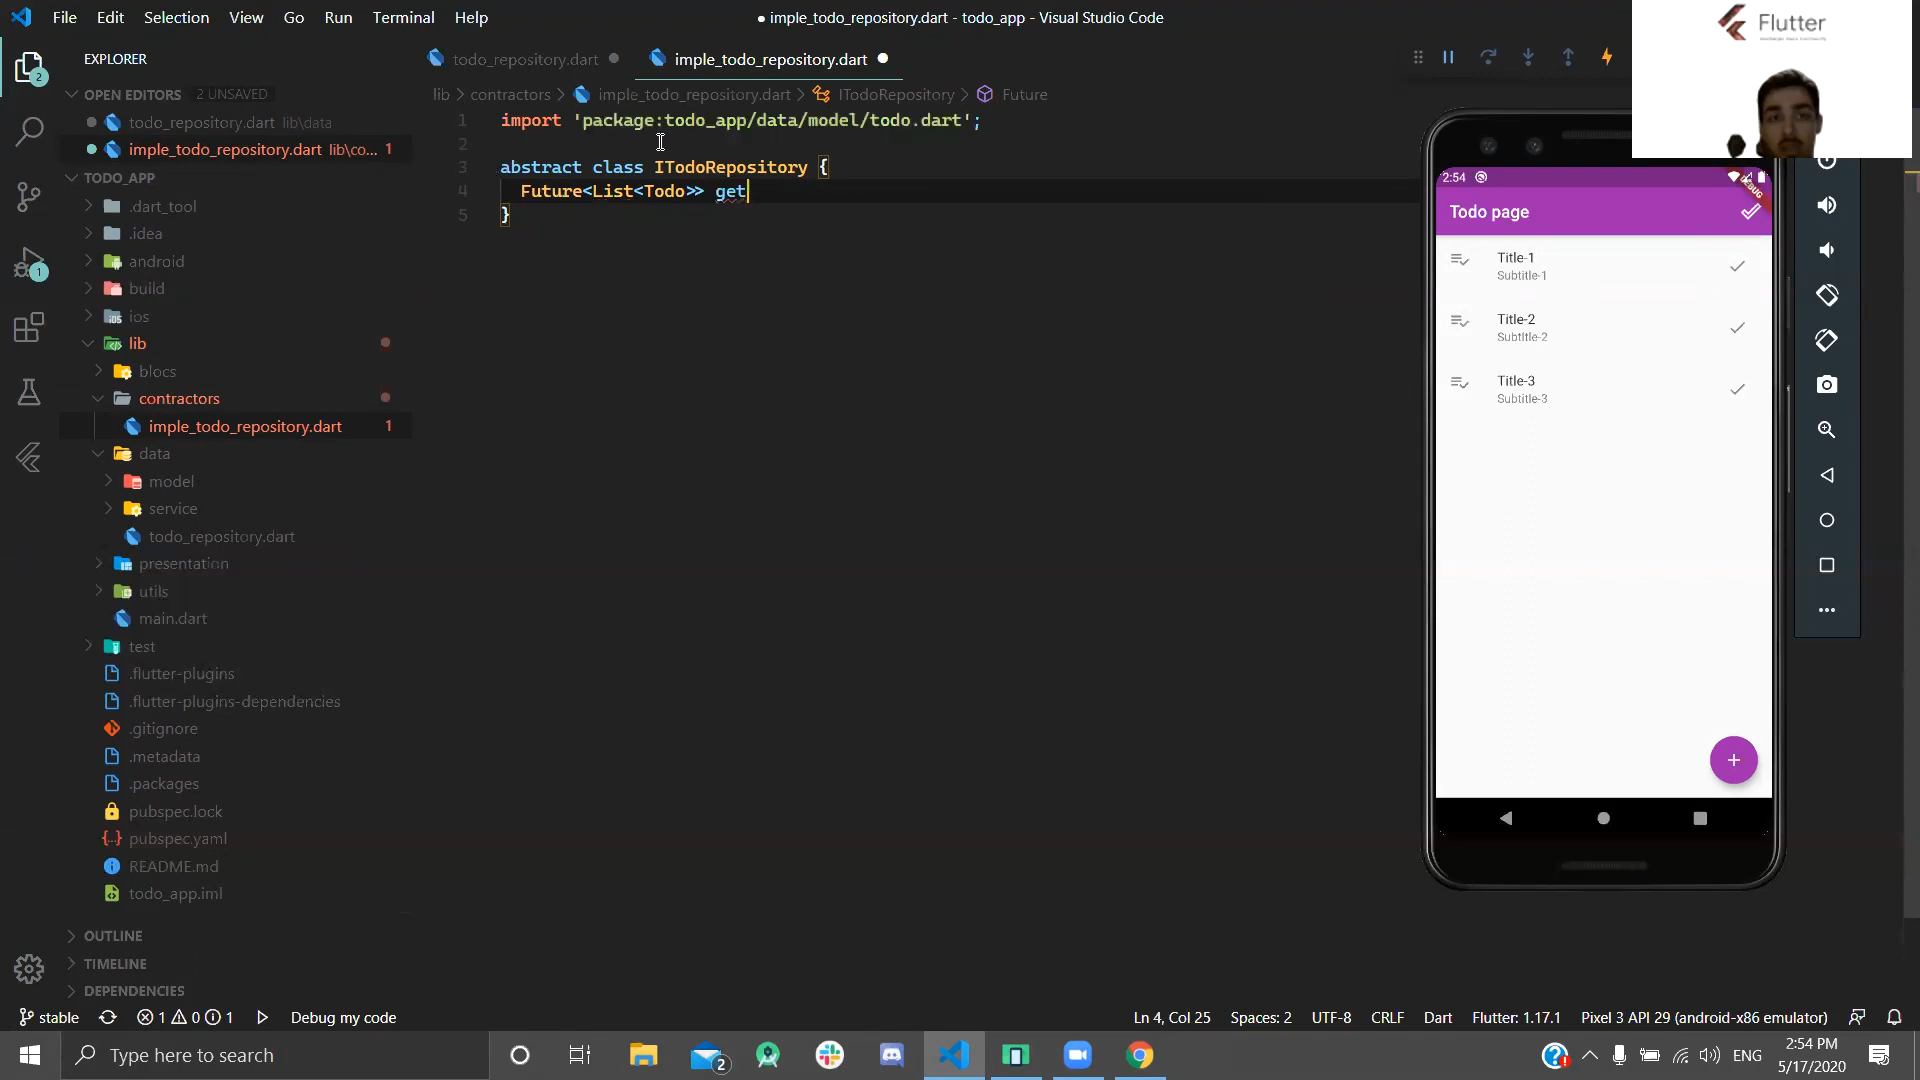 File Edit Selection View Go Run Terminal Help
● imple_todo_repository.dart - todo_app - Visual Studio Code
Flutter
EXPLORER
OPEN EDITORS 2 UNSAVED
todo_repository.dart lib\data
imple_todo_repository.dart lib\co... 1
TODO_APP
.dart_tool
.idea
android
build
ios
lib
blocs
contractors
imple_todo_repository.dart 1
data
model
service
todo_repository.dart
presentation
utils
main.dart
test
.flutter-plugins
.flutter-plugins-dependencies
.gitignore
.metadata
.packages
pubspec.lock
pubspec.yaml
README.md
todo_app.iml
OUTLINE
TIMELINE
DEPENDENCIES
2
1
todo_repository.dart
imple_todo_repository.dart
lib > contractors > imple_todo_repository.dart > ITodoRepository > Future
1 import 'package:todo_app/data/model/todo.dart';
2
3 abstract class ITodoRepository {
4 Future<List<Todo>> get
5 }
2:54
DEBUG
Todo page
Title-1
Subtitle-1
Title-2
Subtitle-2
Title-3
Subtitle-3
stable 1 0 1 Debug my code
Ln 4, Col 25 Spaces: 2 UTF-8 CRLF Dart Flutter: 1.17.1 Pixel 3 API 29 (android-x86 emulator)
Type here to search
2
ENG
2:54 PM
5/17/2020